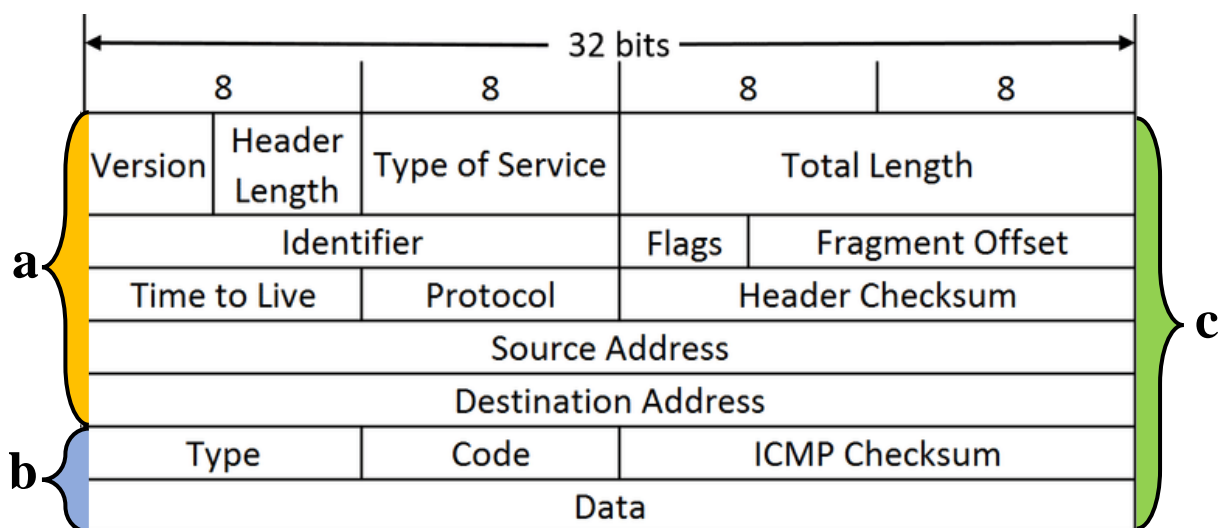 32 bits
8 8 8 8
Version Header Length Type of Service Total Length
a
Identifier Flags Fragment Offset
Time to Live Protocol Header Checksum
c
Source Address
Destination Address
b
Type Code ICMP Checksum
Data